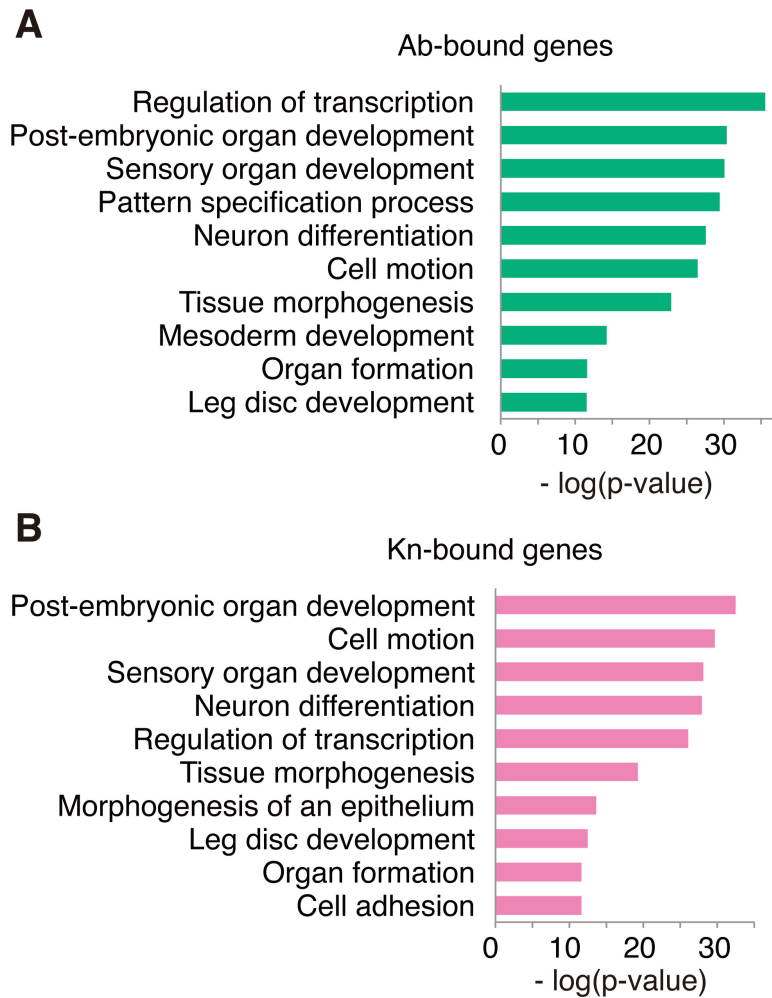 A
Ab-bound genes
Regulation of transcription
Post-embryonic organ development
Sensory organ development
Pattern specification process
Neuron differentiation
Cell motion
Tissue morphogenesis
Mesoderm development
Organ formation
Leg disc development
0 10 20 30
- log(p-value)
B
Kn-bound genes
Post-embryonic organ development
Cell motion
Sensory organ development
Neuron differentiation
Regulation of transcription
Tissue morphogenesis
Morphogenesis of an epithelium
Leg disc development
Organ formation
Cell adhesion
0 10 20 30
- log(p-value)